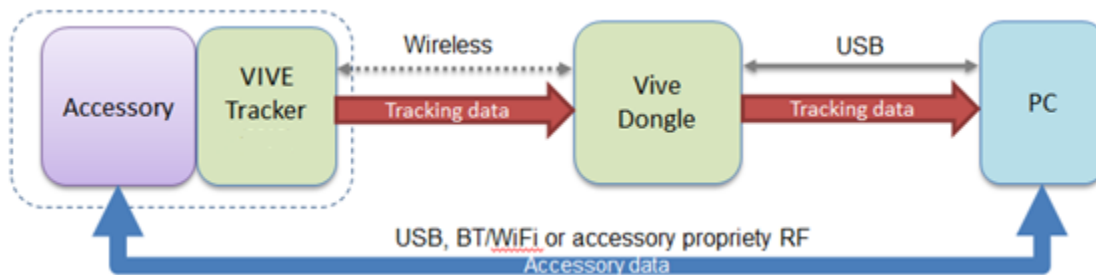 Wireless
USB
Accessory
VIVE
Tracker
Tracking data
Vive
Dongle
Tracking data
PC
USB, BT/WiFi or accessory propriety RF
Accessory data